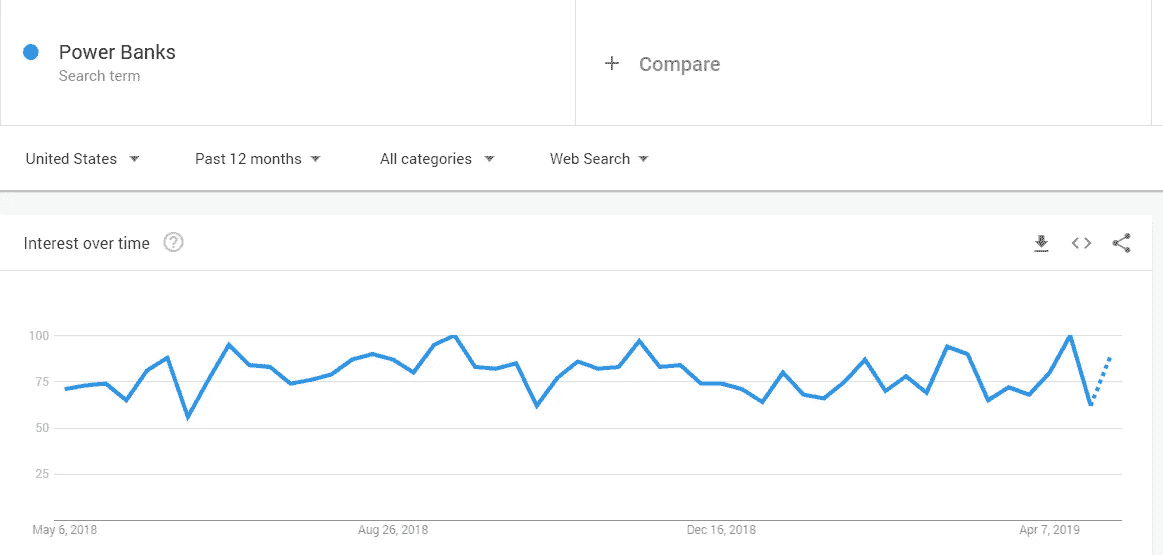 Power Banks
Search term
+ Compare
United States
Past 12 months
All categories
Web Search
Interest over time ?
100
75
50
25
May 6, 2018
Aug 26, 2018
Dec 16, 2018
Apr 7, 2019